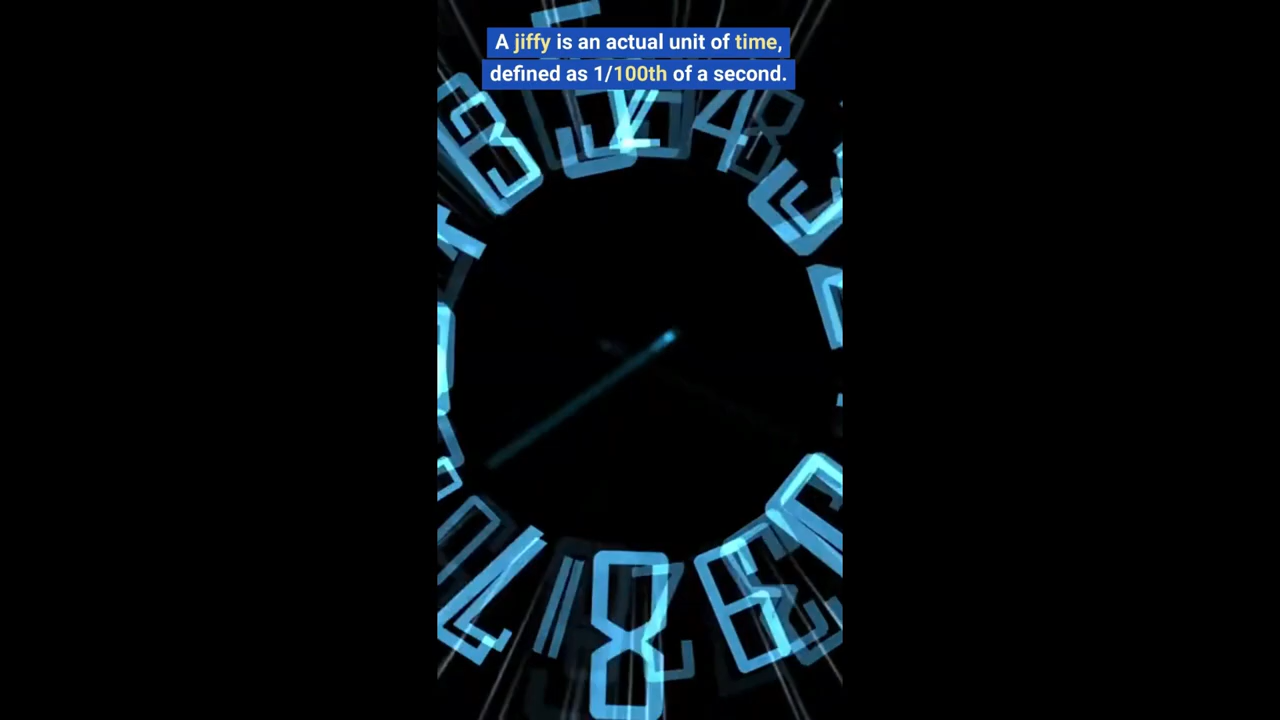 A jiffy is an actual unit of time,
defined as 1/100th of a second.